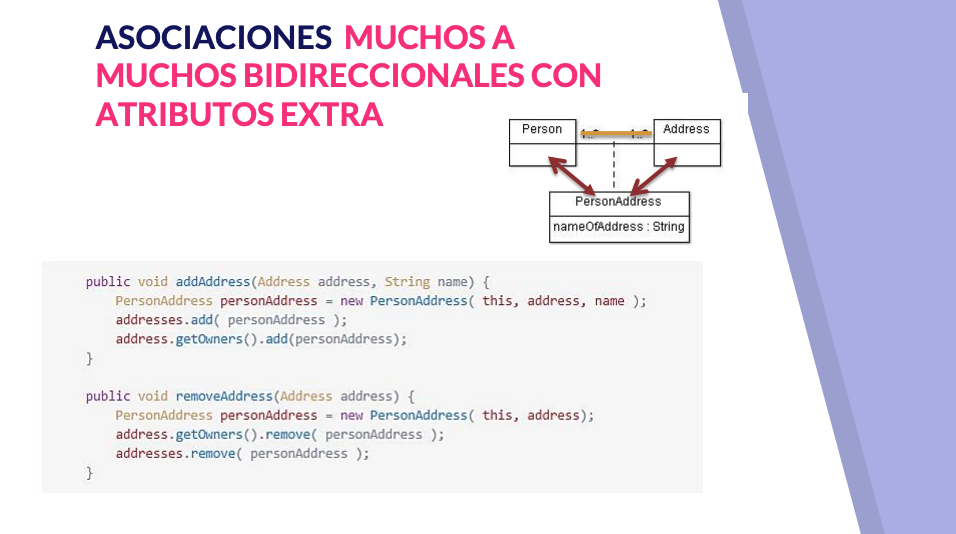 ASOCIACIONES MUCHOS A
MUCHOS BIDIRECCIONALES CON
ATRIBUTOS EXTRA
Person
Address
PersonAddress
nameOfAddress : String
public void addAddress(Address address, String name) {
PersonAddress personAddress = new PersonAddress( this, address, name );
addresses.add( personAddress );
address.getOwners().add(personAddress);
}
public void removeAddress(Address address) {
PersonAddress personAddress = new PersonAddress( this, address);
address.getOwners().remove( personAddress );
addresses.remove( personAddress );
}